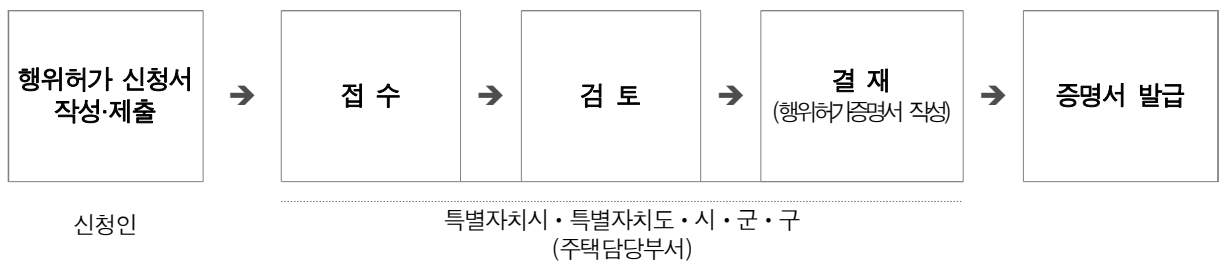 행위허가 신청서
작성·제출
➔
접 수
➔
검 토
➔
결 재
(행위허가증명서 작성)
➔
증명서 발급
신청인
특별자치시・특별자치도・시・군・구
(주택담당부서)